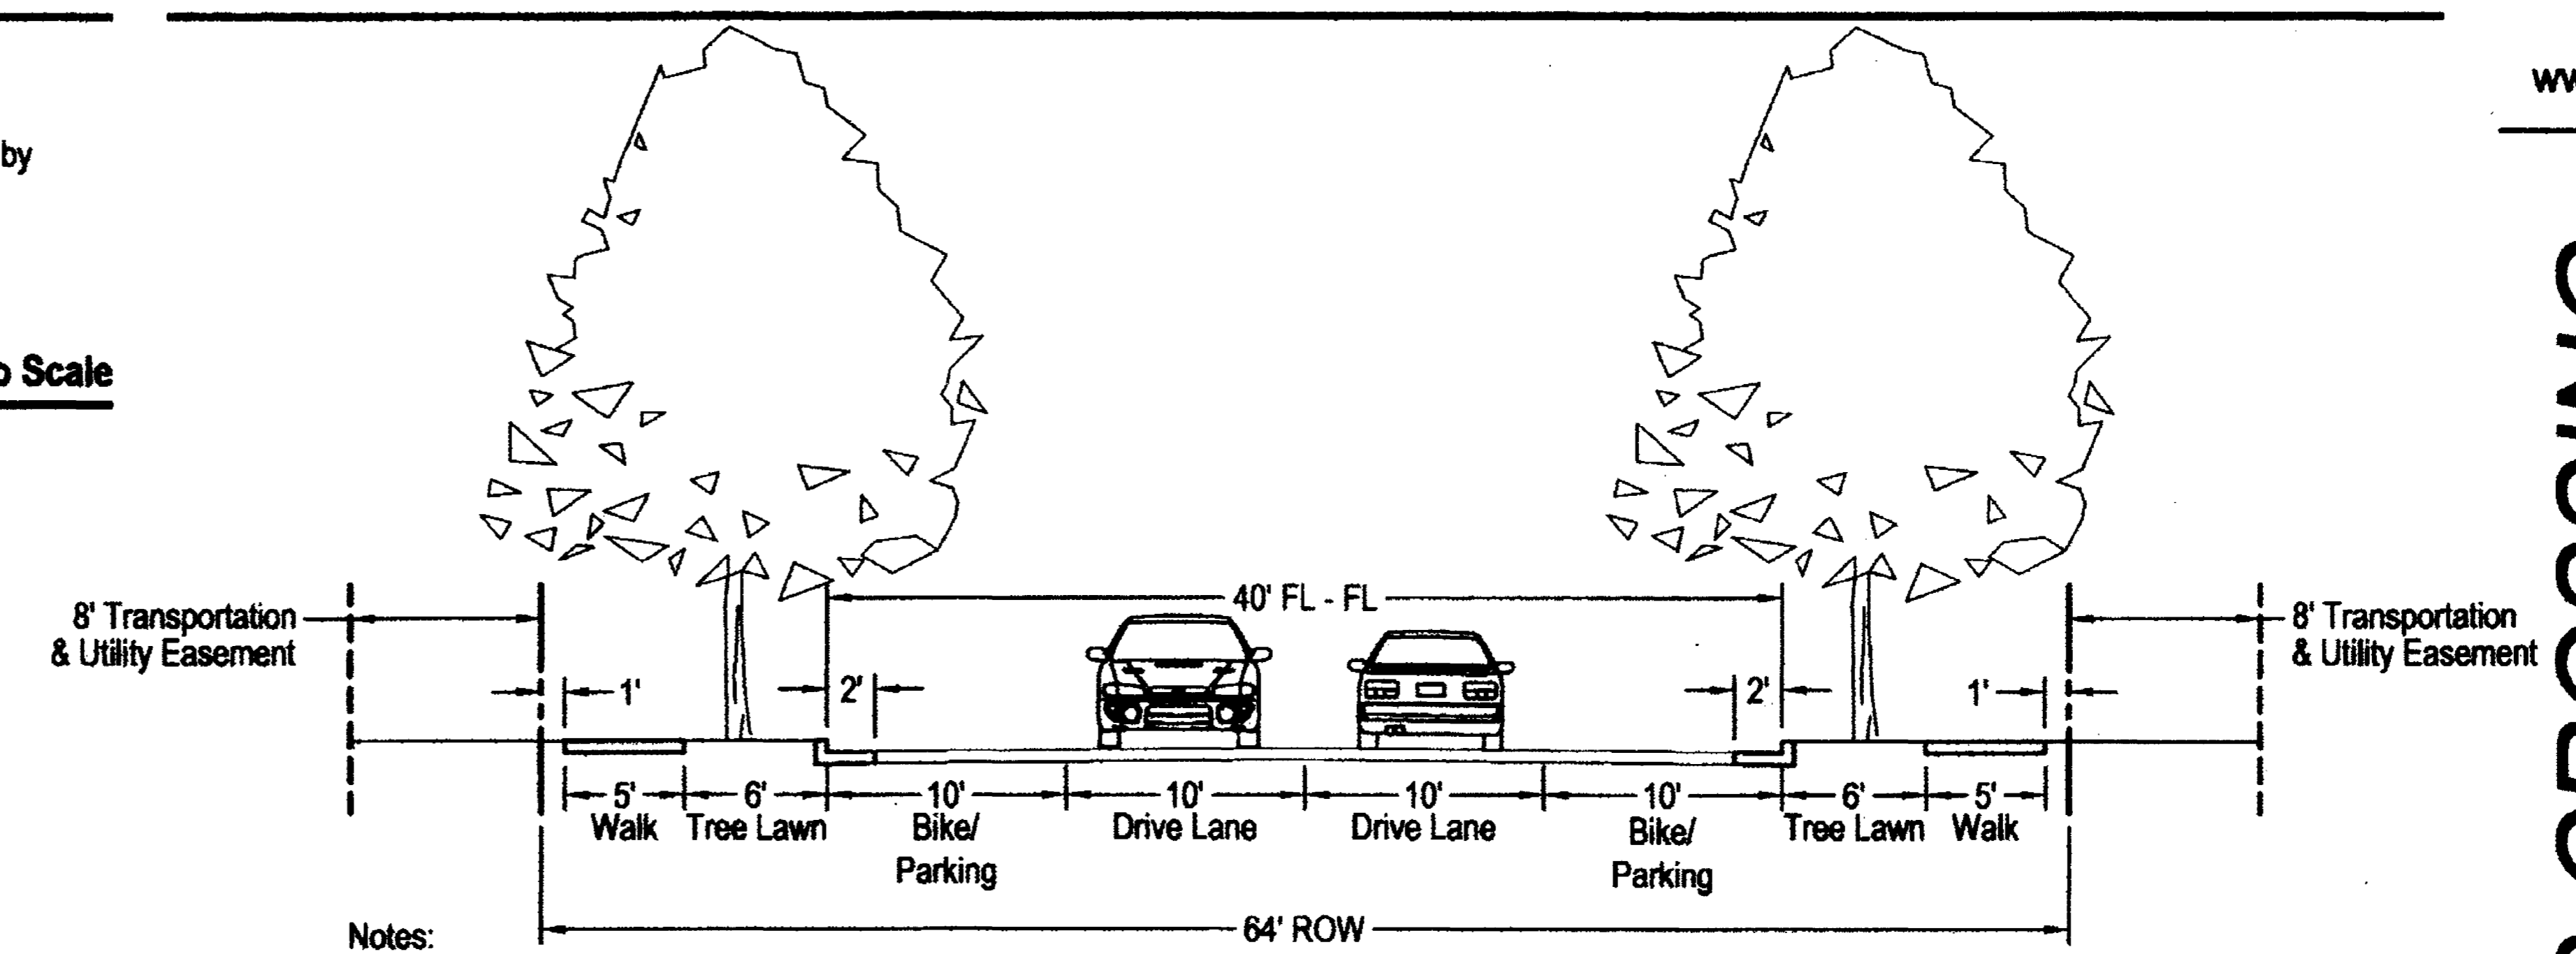 by
Scale
40' FL - FL
8' Transportation
& Utility Easement
8' Transportation
& Utility Easement
1'
2'
2'
1'
5'
6'
10'
10'
10'
10'
6'
5'
Walk
Tree Lawn
Bike/
Parking
Drive Lane
Drive Lane
Bike/
Parking
Tree Lawn
Walk
64' ROW
Notes: